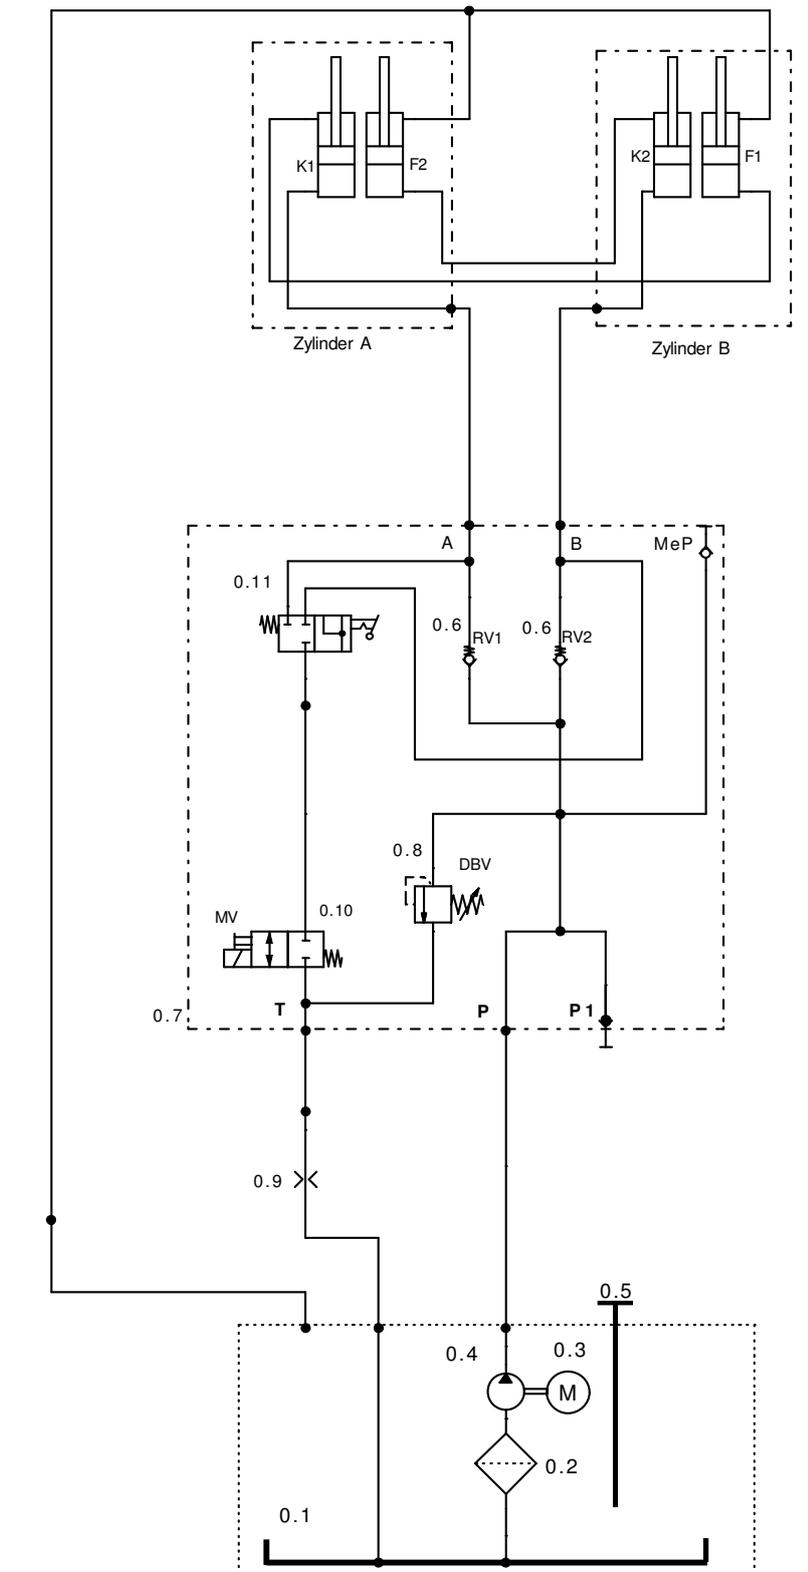 K1
F2
K2
F1
Zylinder A
Zylinder B
A
B
MeP
0.11
0.6
RV1
0.6
RV2
0.8
DBV
MV
0.10
0.7
T
P
P1
0.9
0.5
0.4
0.3
M
0.2
0.1